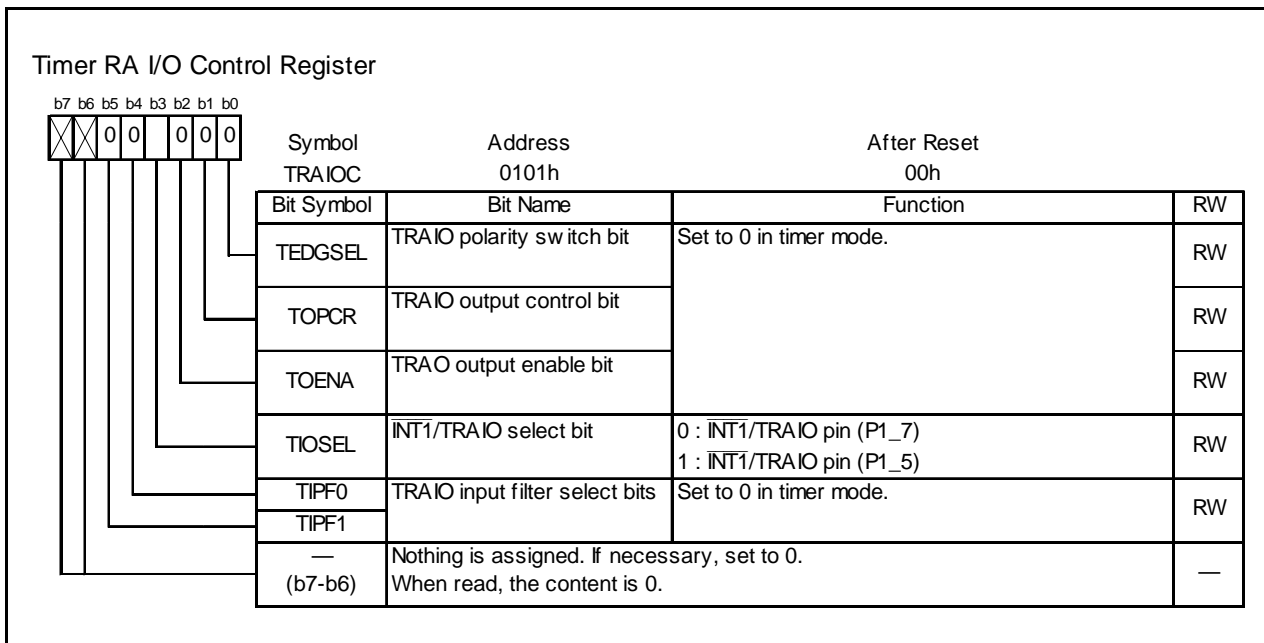 Timer RA I/O Control Register
b7 b6 b5 b4 b3 b2 b1 b0
0 0 0 0 0
Symbol Address After Reset
TRAIOC 0101h 00h
Bit Symbol Bit Name Function RW
TEDGSEL TRAIO polarity switch bit Set to 0 in timer mode. RW
TOPCR TRAIO output control bit RW
TOENA TRAO output enable bit RW
TIOSEL INT1/TRAIO select bit 0 : INT1/TRAIO pin (P1_7) RW
1 : INT1/TRAIO pin (P1_5)
TIPF0 TRAIO input filter select bits Set to 0 in timer mode. RW
TIPF1
— Nothing is assigned. If necessary, set to 0. —
(b7-b6) When read, the content is 0.